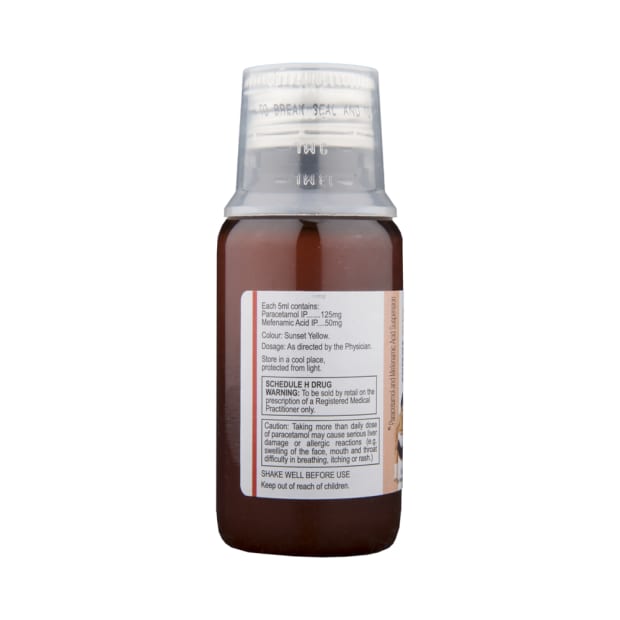 TO BREAK SEAL AND
Each 5ml contains:
Paracetamol IP.......125mg
Mefenamic Acid IP....50mg
Colour: Sunset Yellow.
Dosage: As directed by the Physician.
Store in a cool place,
protected from light.
SCHEDULE H DRUG
WARNING: To be sold by retail on the
prescription of a Registered Medical
Practitioner only.
Caution: Taking more than daily dose
of paracetamol may cause serious liver
damage or allergic reactions (e.g.
swelling of the face, mouth and throat
difficulty in breathing, itching or rash.)
SHAKE WELL BEFORE USE
Keep out of reach of children.
* Paracetamol and Mefenamic Acid Suspension